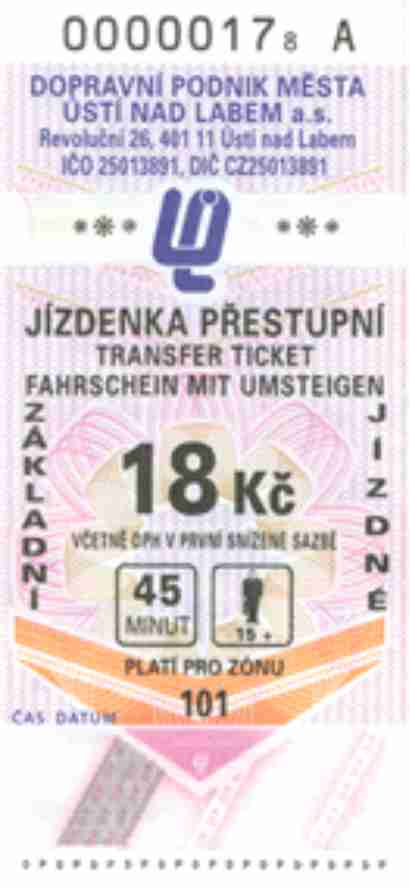 00000178 A
DOPRAVNÍ PODNIK MĚSTA
ÚSTÍ NAD LABEM a.s.
Revoluční 26, 401 11 Ústí nad Labem
IČO 25013891, DIČ CZ25013891
JÍZDENKA PŘESTUPNÍ
TRANSFER TICKET
FAHRSCHEIN MIT UMSTEIGEN
ZÁKLADNÍ
18 Kč
JÍZDNÉ
VČETNĚ DPH V PRVNÍ SNÍŽENÉ SAZBĚ
45
MINUT
15 +
PLATÍ PRO ZÓNU
101
ČAS DATUM